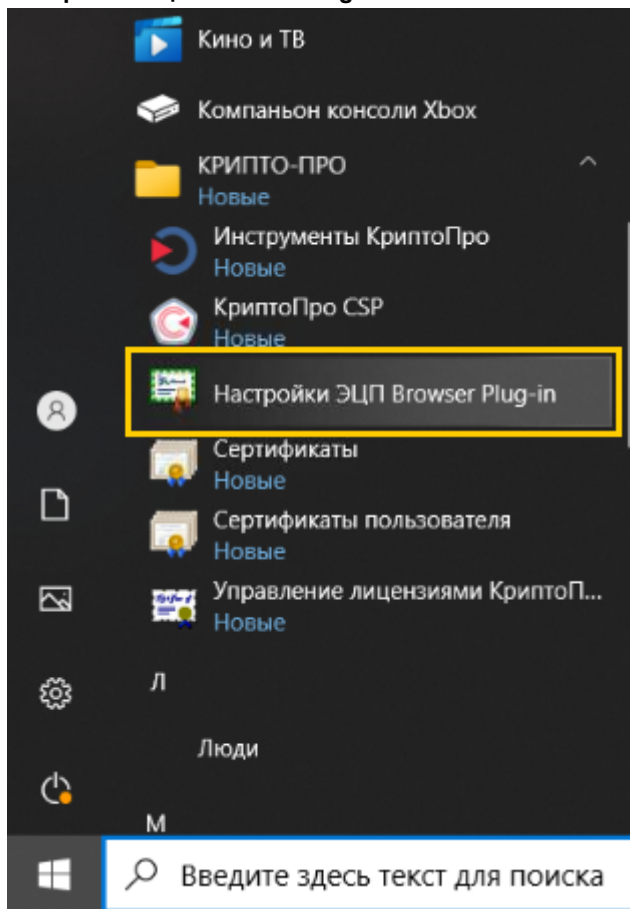 Кино и ТВ
Компаньон консоли Xbox
КРИПТО-ПРО
Новые
Инструменты КриптоПро
Новые
КриптоПро CSP
Новые
Настройки ЭЦП Browser Plug-in
Сертификаты
Новые
Сертификаты пользователя
Новые
Управление лицензиями КриптоП...
Новые
Л
Люди
М
Введите здесь текст для поиска